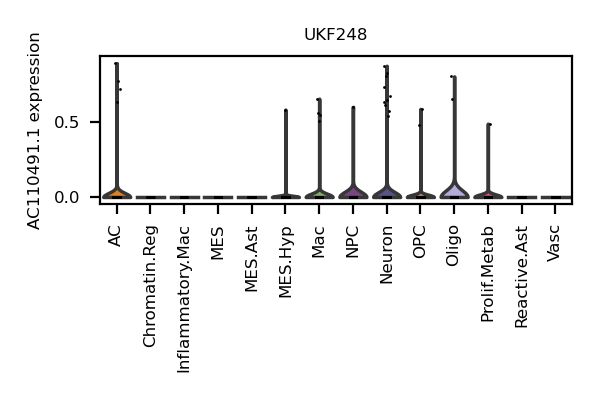 UKF248
AC110491.1 expression
0.5
0.0
AC
Chromatin.Reg
Inflammatory.Mac
MES
MES.Ast
MES.Hyp
Mac
NPC
Neuron
OPC
Oligo
Prolif.Metab
Reactive.Ast
Vasc